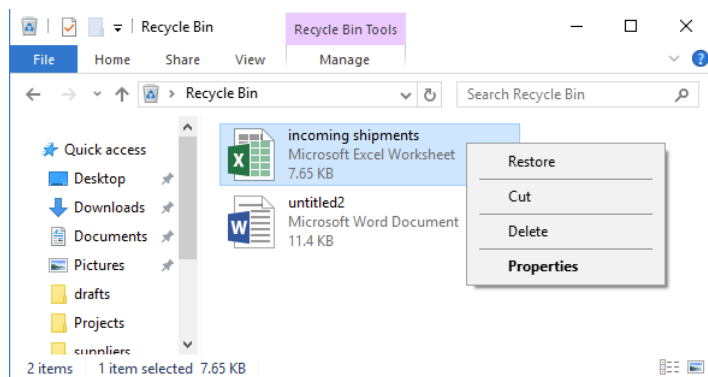 Recycle Bin
Recycle Bin Tools
File
Home
Share
View
Manage
Recycle Bin
Search Recycle Bin
Quick access
Desktop
Downloads
Documents
Pictures
drafts
Projects
suppliers
incoming shipments
Microsoft Excel Worksheet
7.65 KB
untitled2
Microsoft Word Document
11.4 KB
Restore
Cut
Delete
Properties
2 items 1 item selected 7.65 KB